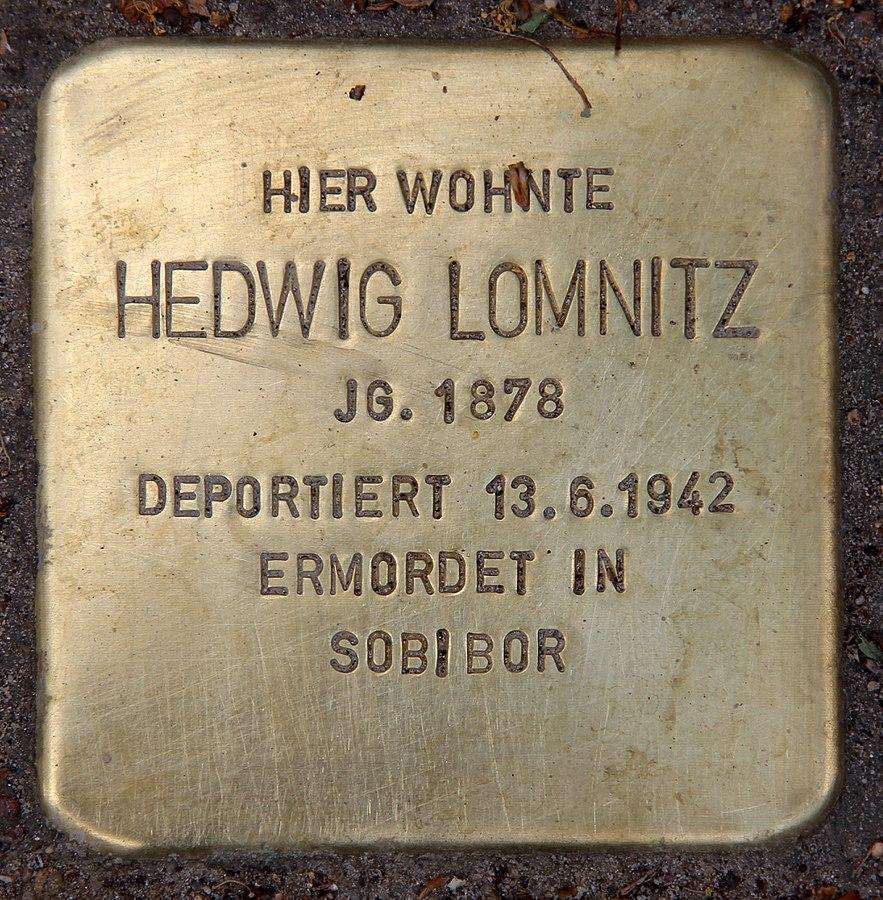 HIER WOHNTE
HEDWIG LOMNITZ
JG. 1878
DEPORTIERT 13.6.1942
ERMORDET IN
SOBIBOR